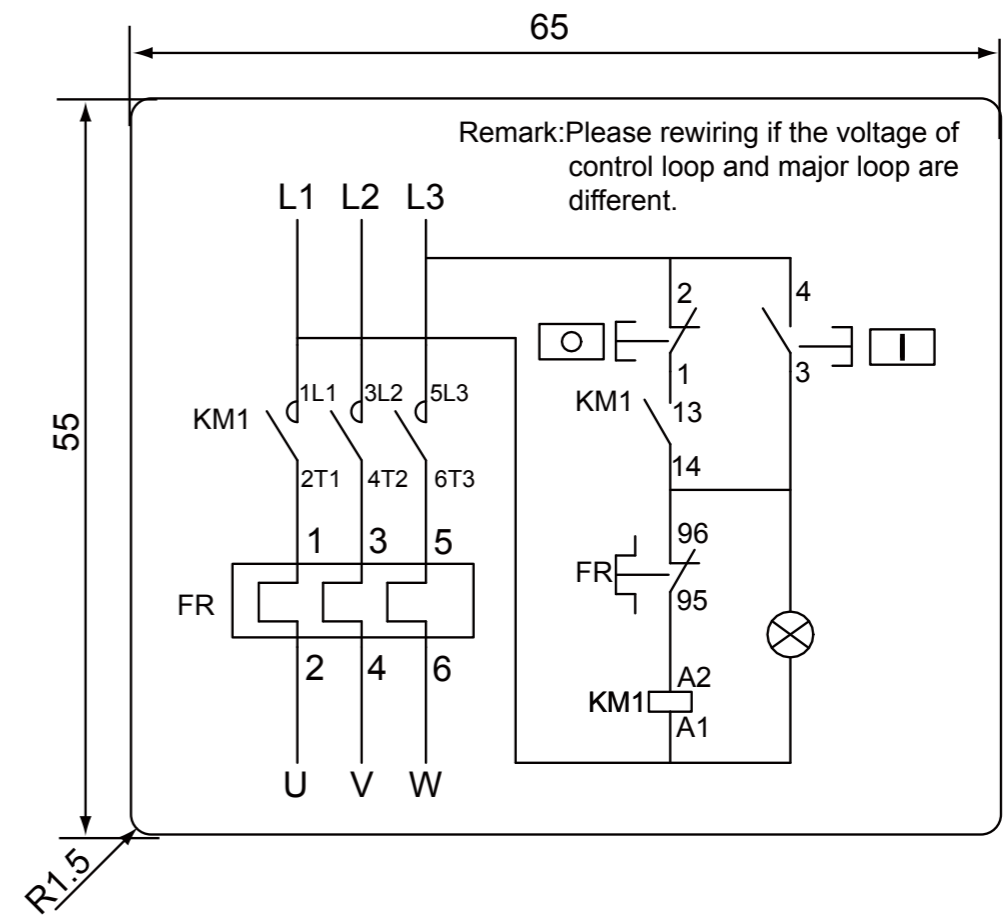 65
Remark:Please rewiring if the voltage of
control loop and major loop are
different.
L1 L2 L3
2 4
1 3
KM1 1L1 3L2 5L3
KM1 13
14
2T1 4T2 6T3
55
1 3 5
96
FR
FR
95
2 4 6
A2
KM1
A1
U V W
R1.5